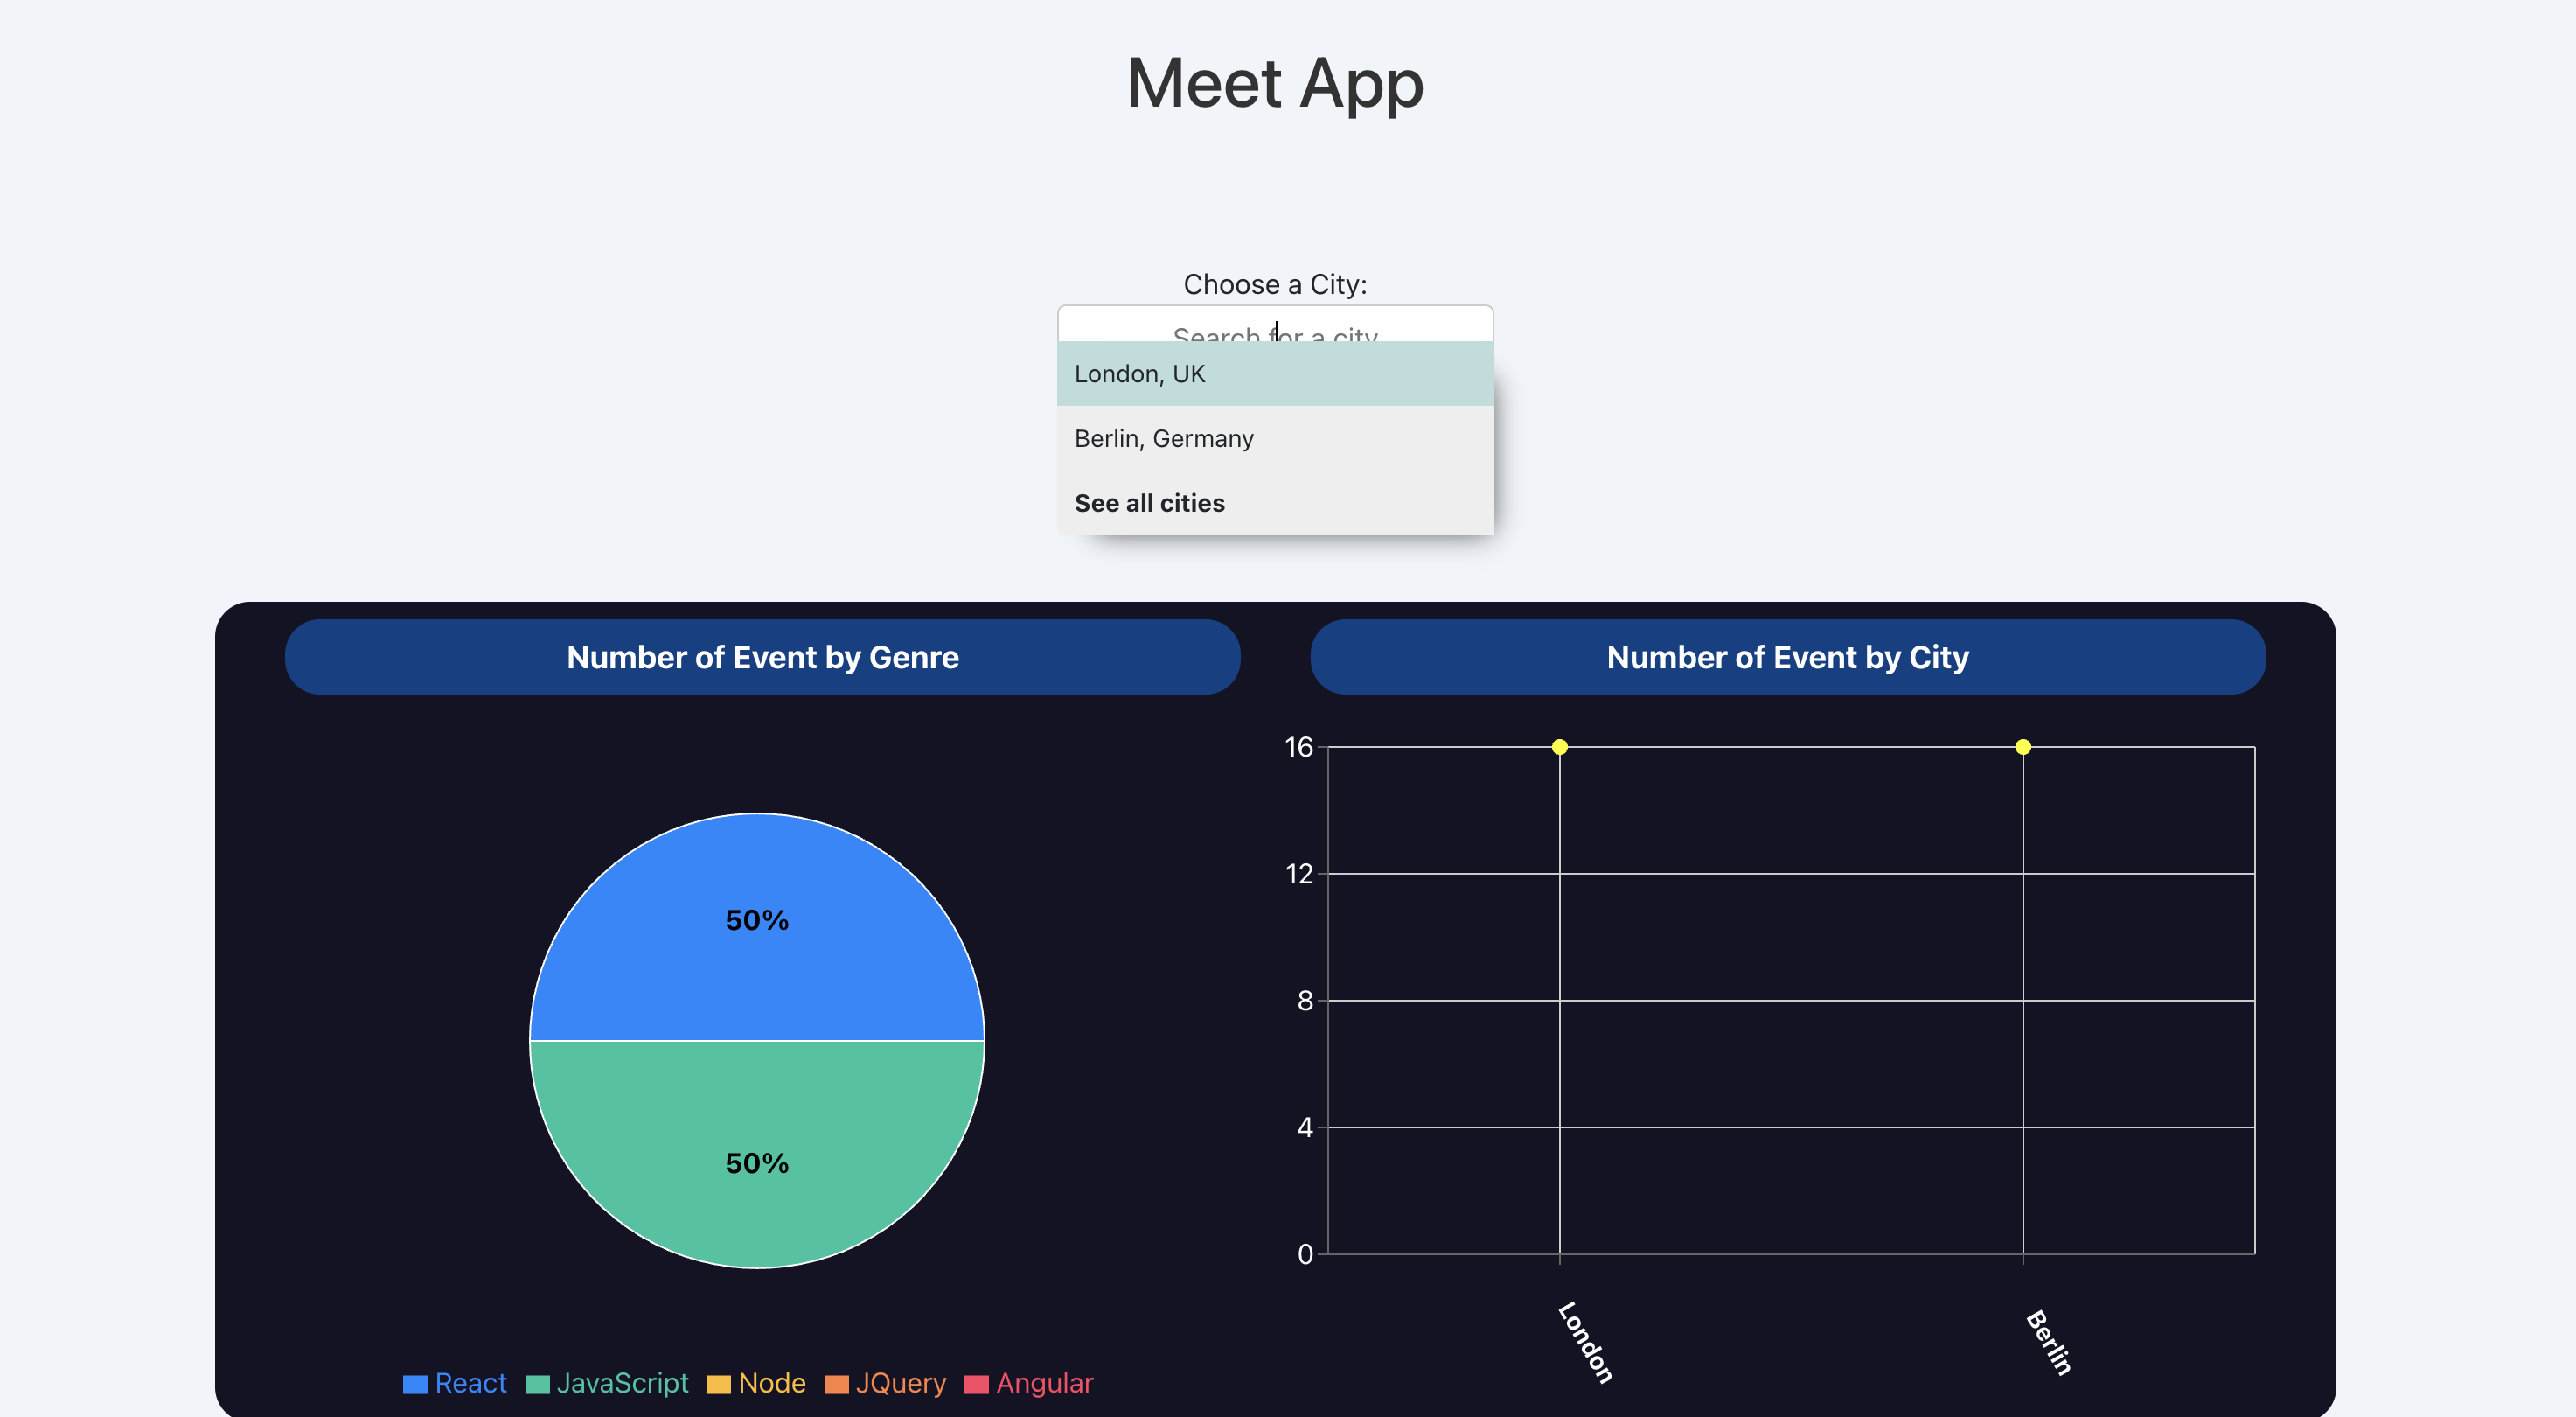 Meet App
Choose a City:
Search for a city
London, UK
Berlin, Germany
See all cities
Number of Event by Genre
50%
50%
React JavaScript Node JQuery Angular
Number of Event by City
16
12
8
4
0
London
Berlin